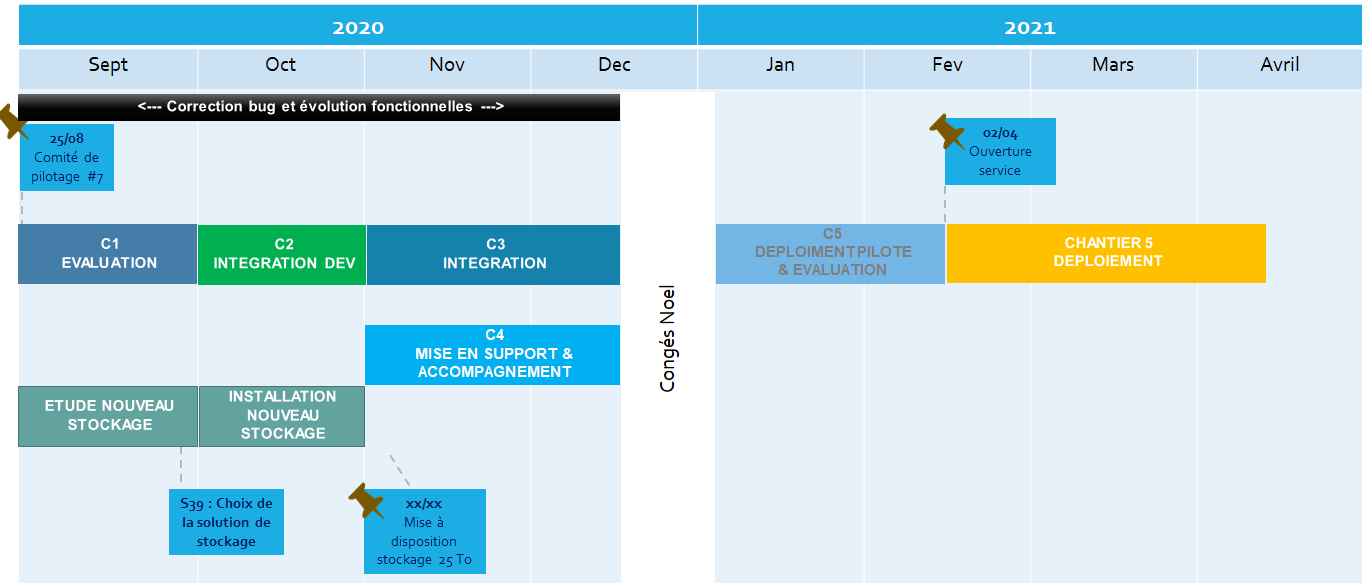 2020
2021
Sept
Oct
Nov
Dec
Jan
Fev
Mars
Avril
<--- Correction bug et évolution fonctionnelles --->
25/08
Comité de
pilotage #7
02/04
Ouverture
service
C1
EVALUATION
C2
INTEGRATION DEV
C3
INTEGRATION
C5
DEPLOIMENT PILOTE
& EVALUATION
CHANTIER 5
DEPLOIEMENT
Congés Noel
C4
MISE EN SUPPORT &
ACCOMPAGNEMENT
ETUDE NOUVEAU
STOCKAGE
INSTALLATION
NOUVEAU
STOCKAGE
S39 : Choix de
la solution de
stockage
xx/xx
Mise à
disposition
stockage 25 To